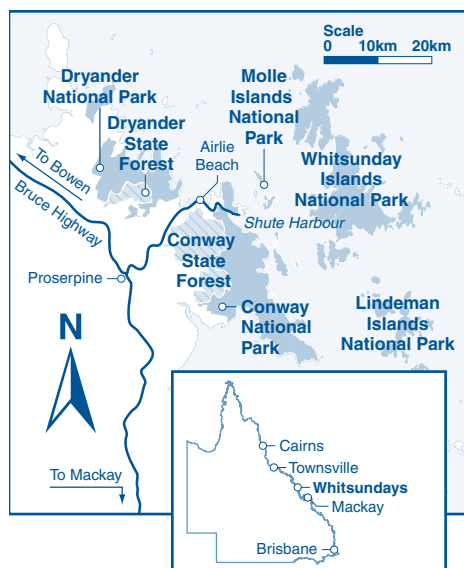 Scale
0 10km 20km
Dryander
National Park
Dryander
State
Forest
Molle
Islands
National
Park
Airlie
Beach
Whitsunday
Islands
National Park
To Bowen
Bruce Highway
Shute Harbour
Conway
State
Forest
Proserpine
Conway
National
Park
Lindeman
Islands
National Park
N
To Mackay
Cairns
Townsville
Whitsundays
Mackay
Brisbane